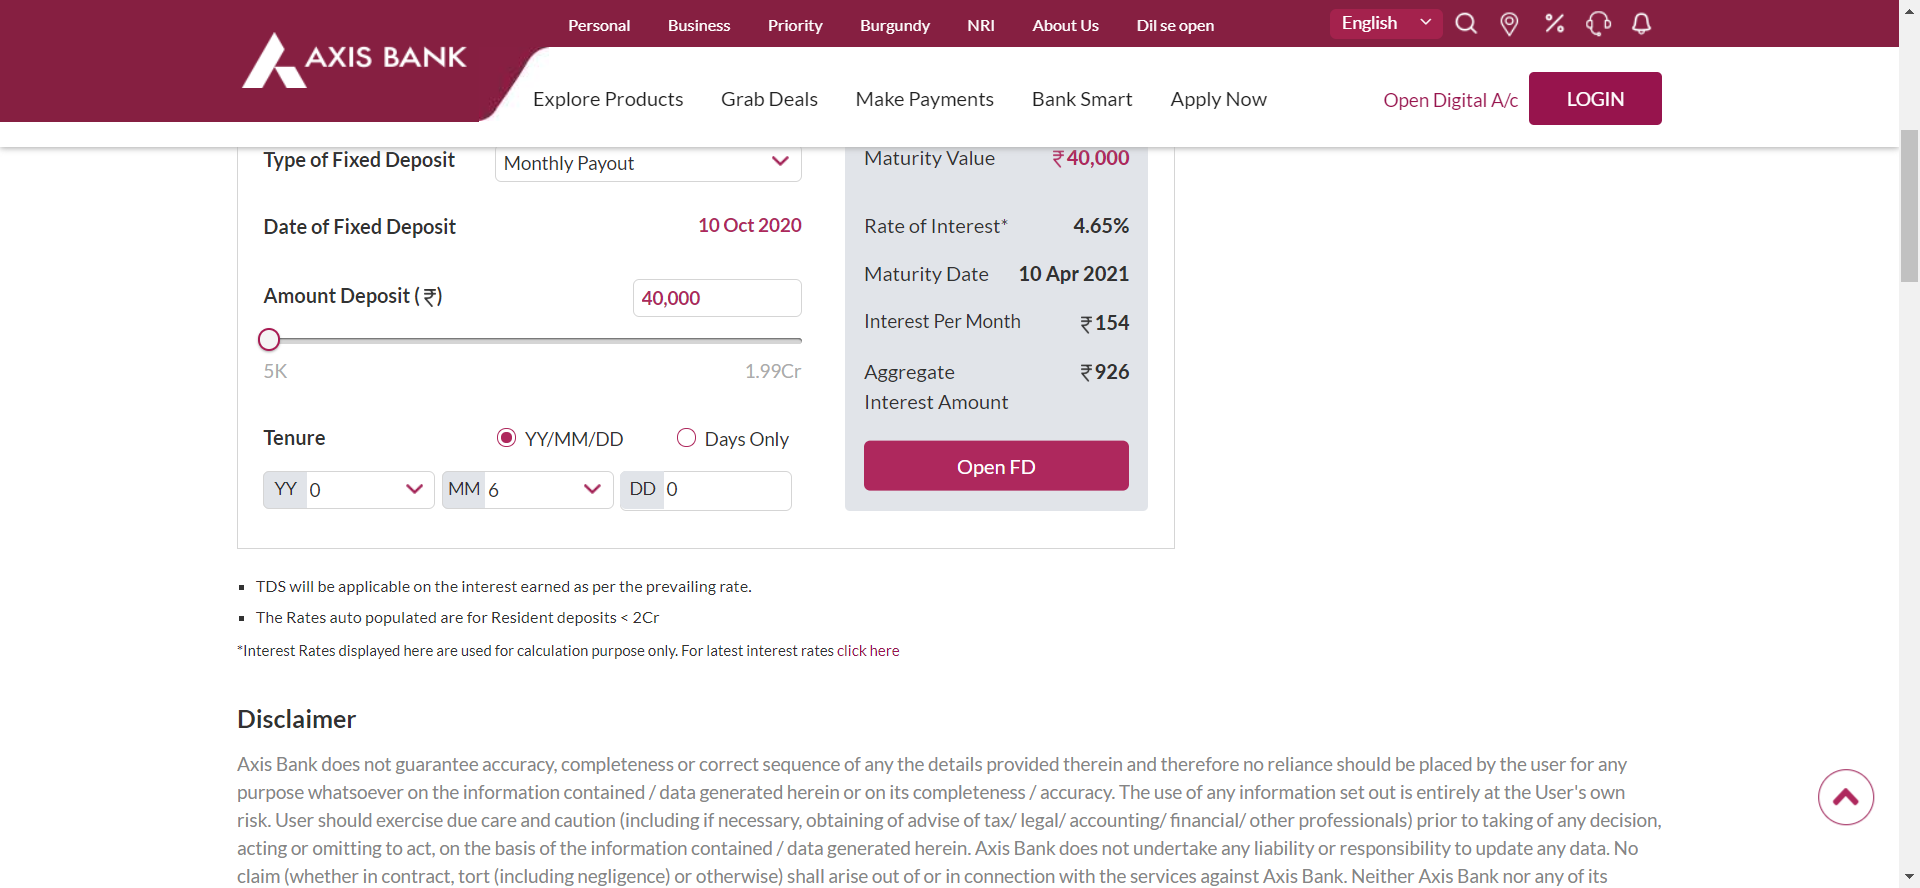 Personal Business Priority Burgundy NRI About Us Dil se open English
AXIS BANK
Explore Products Grab Deals Make Payments Bank Smart Apply Now Open Digital A/c LOGIN
Type of Fixed Deposit Monthly Payout
Maturity Value ₹40,000
Date of Fixed Deposit 10 Oct 2020
Rate of Interest* 4.65%
Maturity Date 10 Apr 2021
Amount Deposit (₹) 40,000
Interest Per Month ₹154
5K 1.99Cr
Aggregate ₹926
Interest Amount
Tenure YY/MM/DD Days Only
Open FD
YY 0 MM 6 DD 0
TDS will be applicable on the interest earned as per the prevailing rate.
The Rates auto populated are for Resident deposits < 2Cr
*Interest Rates displayed here are used for calculation purpose only. For latest interest rates click here
Disclaimer
Axis Bank does not guarantee accuracy, completeness or correct sequence of any the details provided therein and therefore no reliance should be placed by the user for any
purpose whatsoever on the information contained / data generated herein or on its completeness / accuracy. The use of any information set out is entirely at the User's own
risk. User should exercise due care and caution (including if necessary, obtaining of advise of tax/ legal/ accounting/ financial/ other professionals) prior to taking of any decision,
acting or omitting to act, on the basis of the information contained / data generated herein. Axis Bank does not undertake any liability or responsibility to update any data. No
claim (whether in contract, tort (including negligence) or otherwise) shall arise out of or in connection with the services against Axis Bank. Neither Axis Bank nor any of its